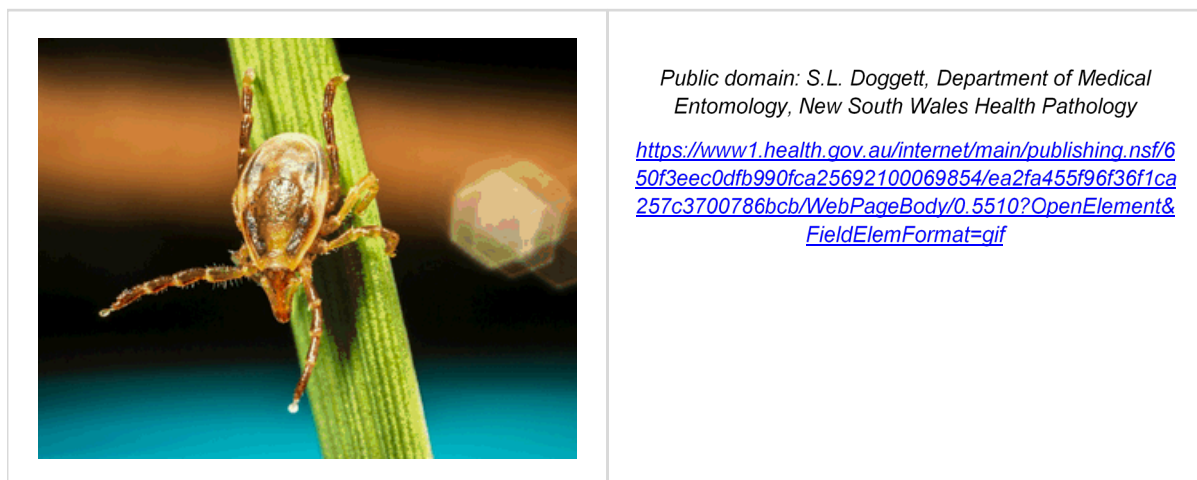 Public domain: S.L. Doggett, Department of Medical
Entomology, New South Wales Health Pathology
https://www1.health.gov.au/internet/main/publishing.nsf/6
50f3eec0dfb990fca25692100069854/ea2fa455f96f36f1ca
257c3700786bcb/WebPageBody/0.5510?OpenElement&
FieldElemFormat=gif